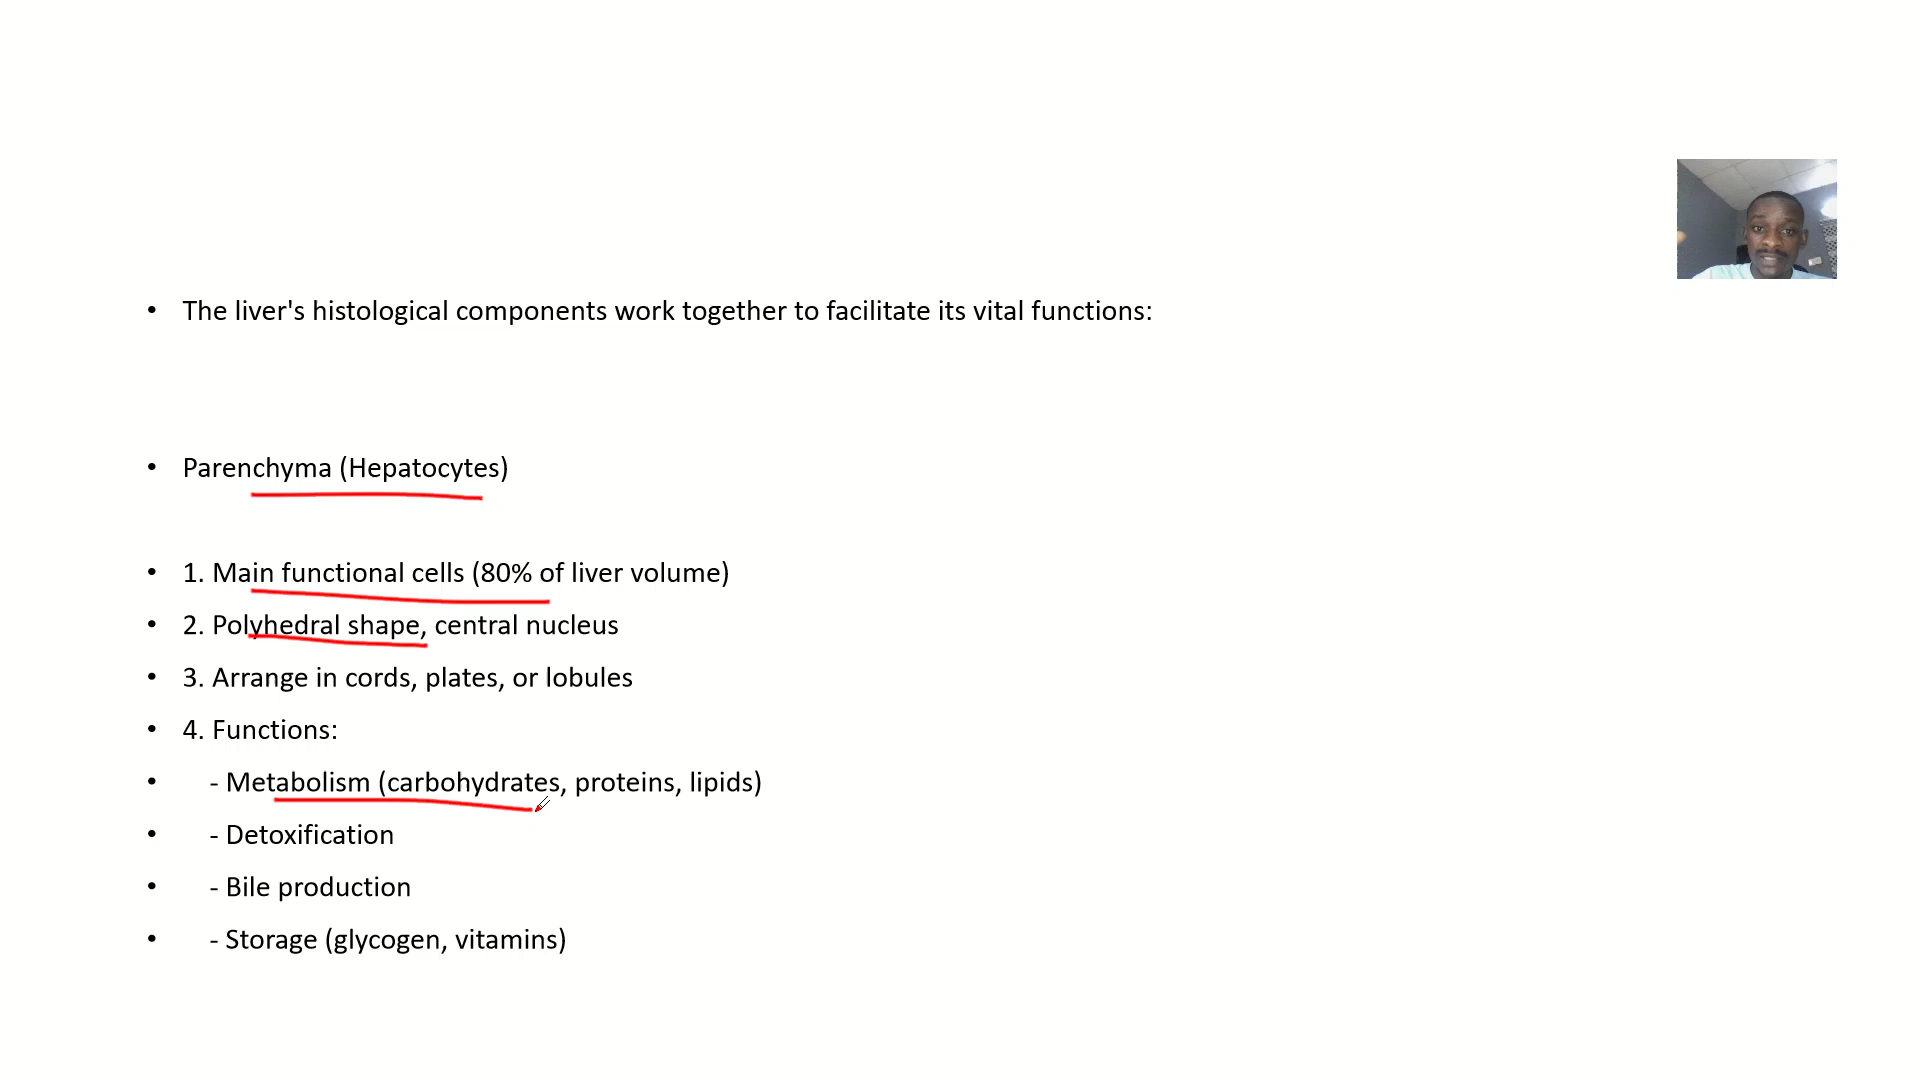 • The liver's histological components work together to facilitate its vital functions:
• Parenchyma (Hepatocytes)
• 1. Main functional cells (80% of liver volume)
• 2. Polyhedral shape, central nucleus
• 3. Arrange in cords, plates, or lobules
• 4. Functions:
• - Metabolism (carbohydrates, proteins, lipids)
• - Detoxification
• - Bile production
• - Storage (glycogen, vitamins)